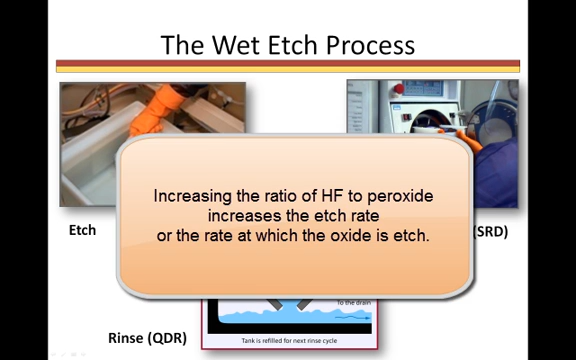 The Wet Etch Process
Increasing the ratio of HF to peroxide
increases the etch rate
or the rate at which the oxide is etch.
Etch
(SRD)
To the drain
Rinse (QDR)
Tank is refilled for next rinse cycle